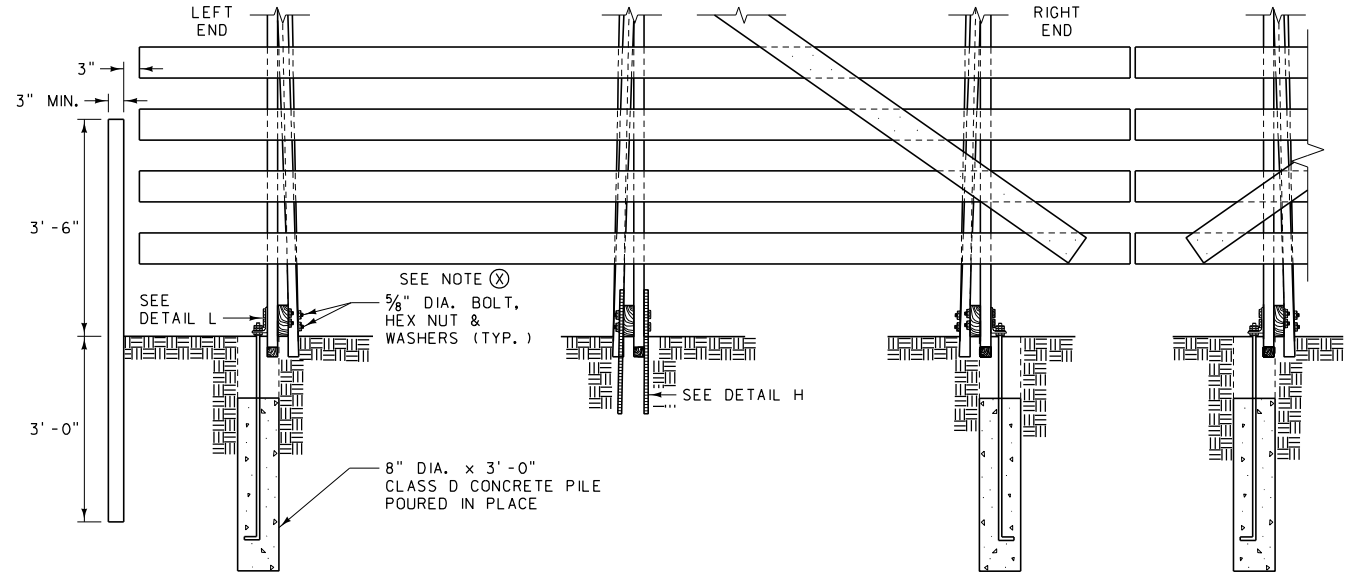 LEFT
END
RIGHT
END
3"
3" MIN.
3'-6"
SEE NOTE Ⓧ
SEE
DETAIL L
5/8" DIA. BOLT,
HEX NUT &
WASHERS (TYP.)
SEE DETAIL H
3'-0"
8" DIA. x 3'-0"
CLASS D CONCRETE PILE
POURED IN PLACE